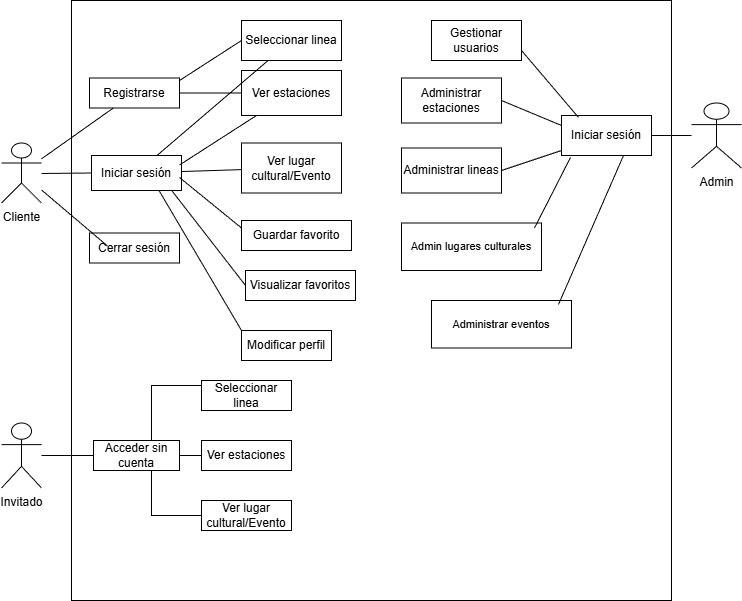 Seleccionar linea
Registrarse
Ver estaciones
Iniciar sesión
Ver lugar
cultural/Evento
Cliente
Guardar favorito
Cerrar sesión
Visualizar favoritos
Modificar perfil
Gestionar
usuarios
Administrar
estaciones
Iniciar sesión
Administrar lineas
Admin
Admin lugares culturales
Administrar eventos
Seleccionar
linea
Acceder sin
cuenta
Ver estaciones
Invitado
Ver lugar
cultural/Evento